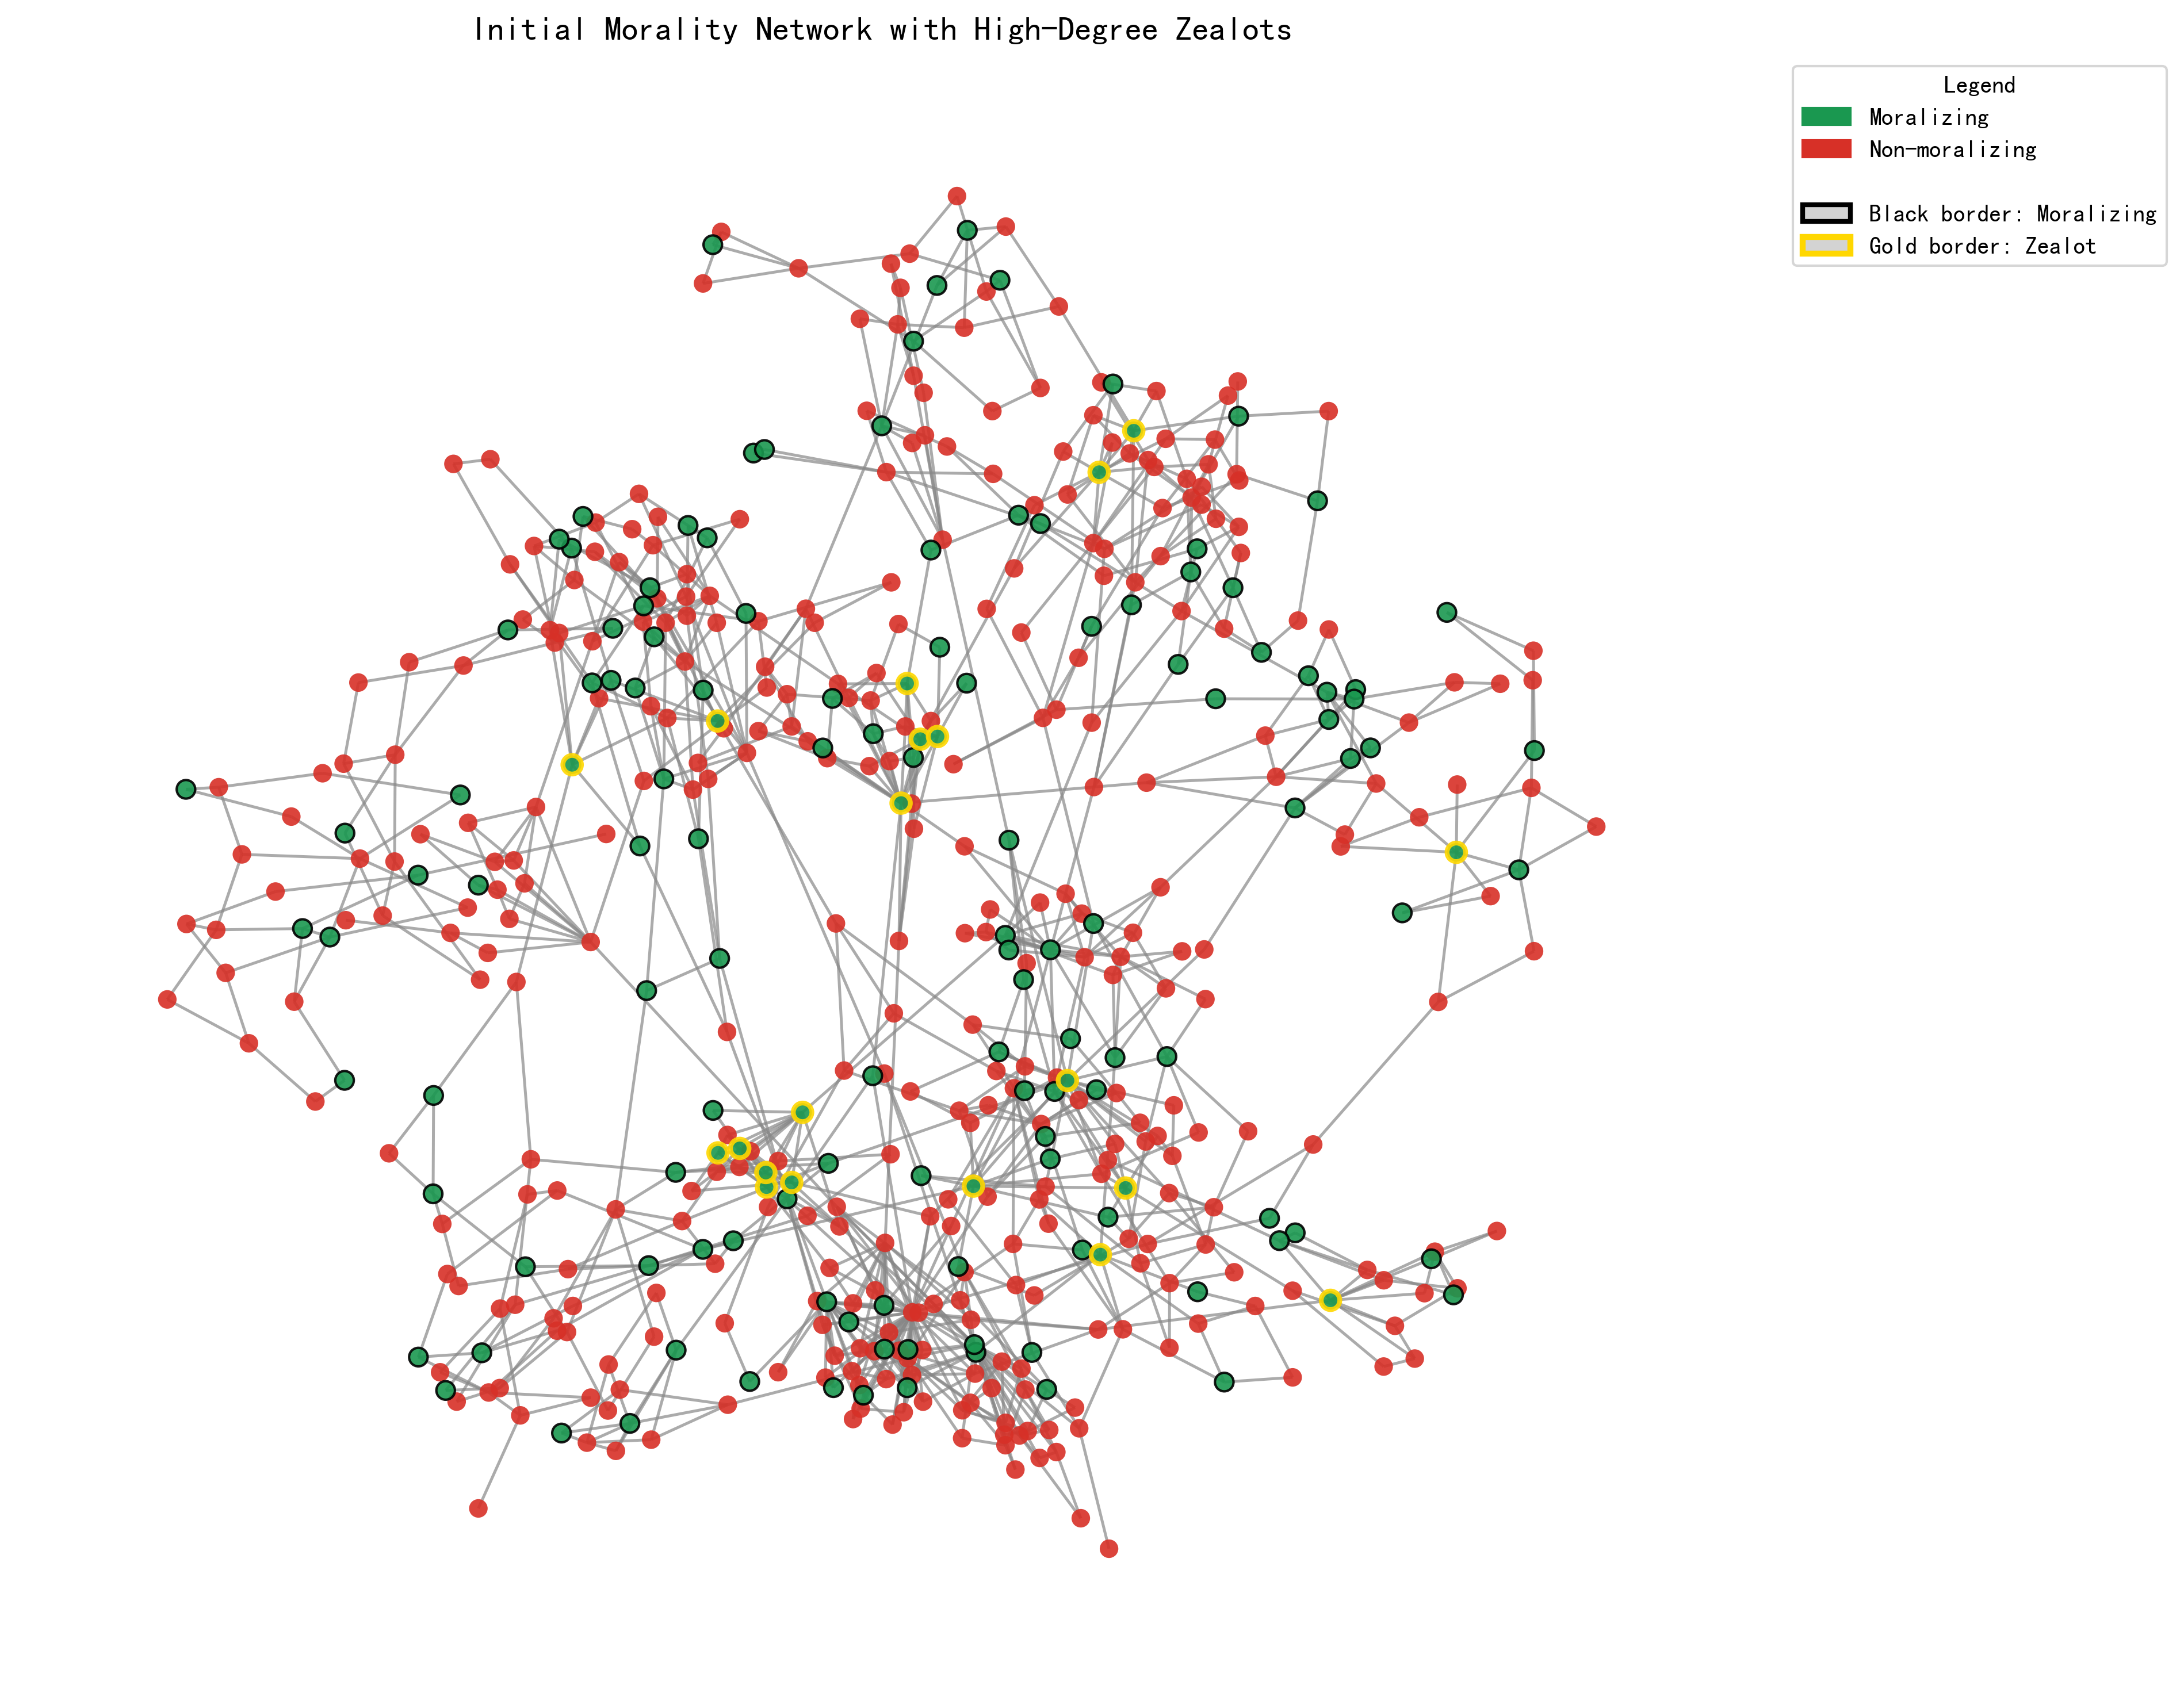 Initial Morality Network with High-Degree Zealots
Legend
Moralizing
Non-moralizing
Black border: Moralizing
Gold border: Zealot